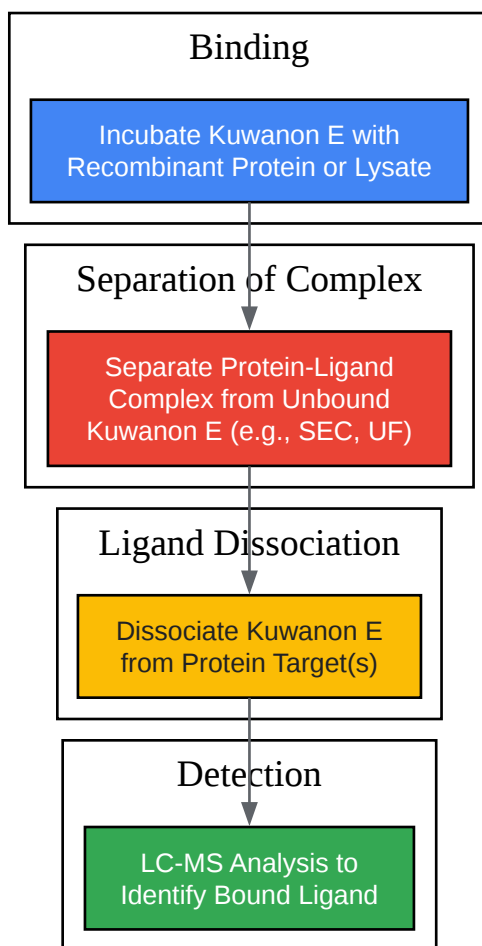 Binding
Incubate Kuwanon E with
Recombinant Protein or Lysate
Separation of Complex
Separate Protein-Ligand
Complex from Unbound
Kuwanon E (e.g., SEC, UF)
Ligand Dissociation
Dissociate Kuwanon E
from Protein Target(s)
Detection
LC-MS Analysis to
Identify Bound Ligand